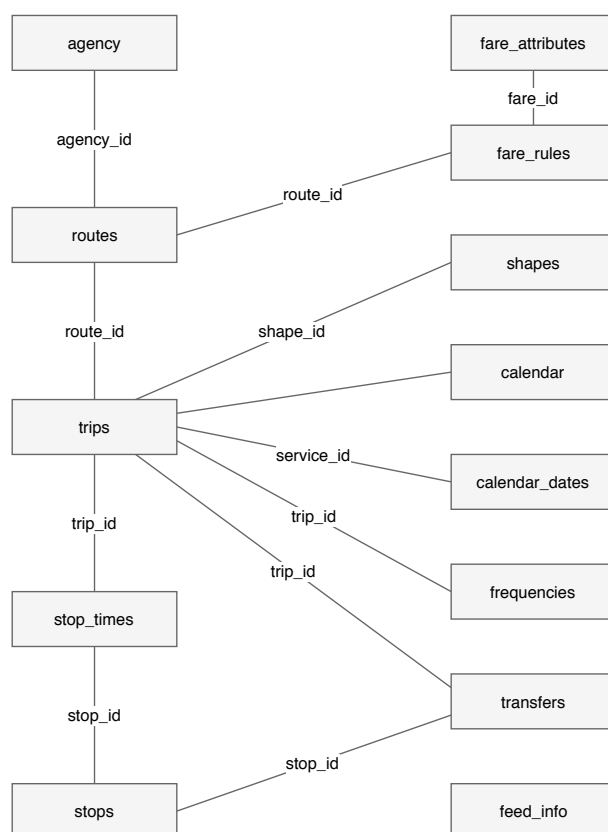 agency
fare_attributes
fare_id
agency_id
fare_rules
route_id
routes
shapes
route_id
shape_id
calendar
trips
service_id
calendar_dates
trip_id
trip_id
trip_id
frequencies
stop_times
transfers
stop_id
stop_id
stops
feed_info